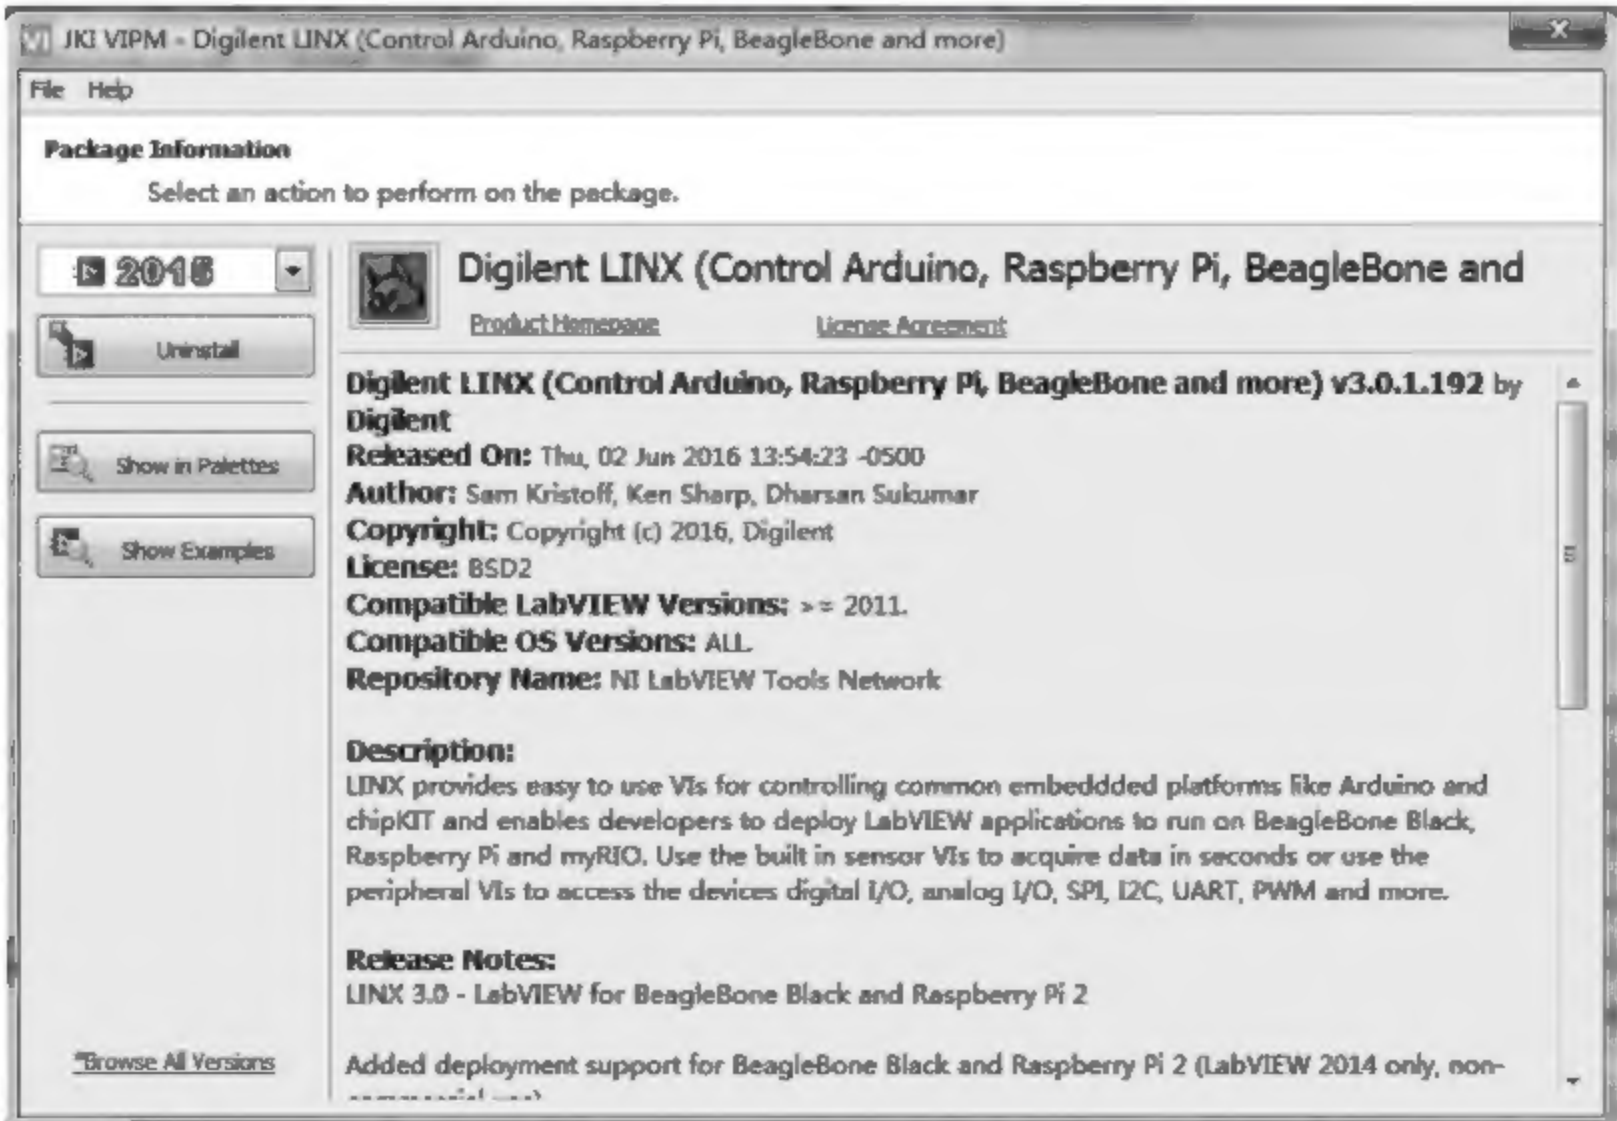 JKI VIPM - Digilent LINX (Control Arduino, Raspberry Pi, BeagleBone and more)
File Help
Package Information
Select an action to perform on the package.
2015
Uninstall
Show in Palettes
Show Examples
*Browse All Versions
Digilent LINX (Control Arduino, Raspberry Pi, BeagleBone and
Product Homepage License Agreement
Digilent LINX (Control Arduino, Raspberry Pi, BeagleBone and more) v3.0.1.192 by
Digilent
Released On: Thu, 02 Jun 2016 13:54:23 -0500
Author: Sam Kristoff, Ken Sharp, Dharsan Sukumar
Copyright: Copyright (c) 2016, Digilent
License: BSD2
Compatible LabVIEW Versions: >= 2011.
Compatible OS Versions: ALL.
Repository Name: NI LabVIEW Tools Network
Description:
LINX provides easy to use VIs for controlling common embeddded platforms like Arduino and
chipKIT and enables developers to deploy LabVIEW applications to run on BeagleBone Black,
Raspberry Pi and myRIO. Use the built in sensor VIs to acquire data in seconds or use the
peripheral VIs to access the devices digital I/O, analog I/O, SPI, I2C, UART, PWM and more.
Release Notes:
LINX 3.0 - LabVIEW for BeagleBone Black and Raspberry Pi 2
Added deployment support for BeagleBone Black and Raspberry Pi 2 (LabVIEW 2014 only, non-